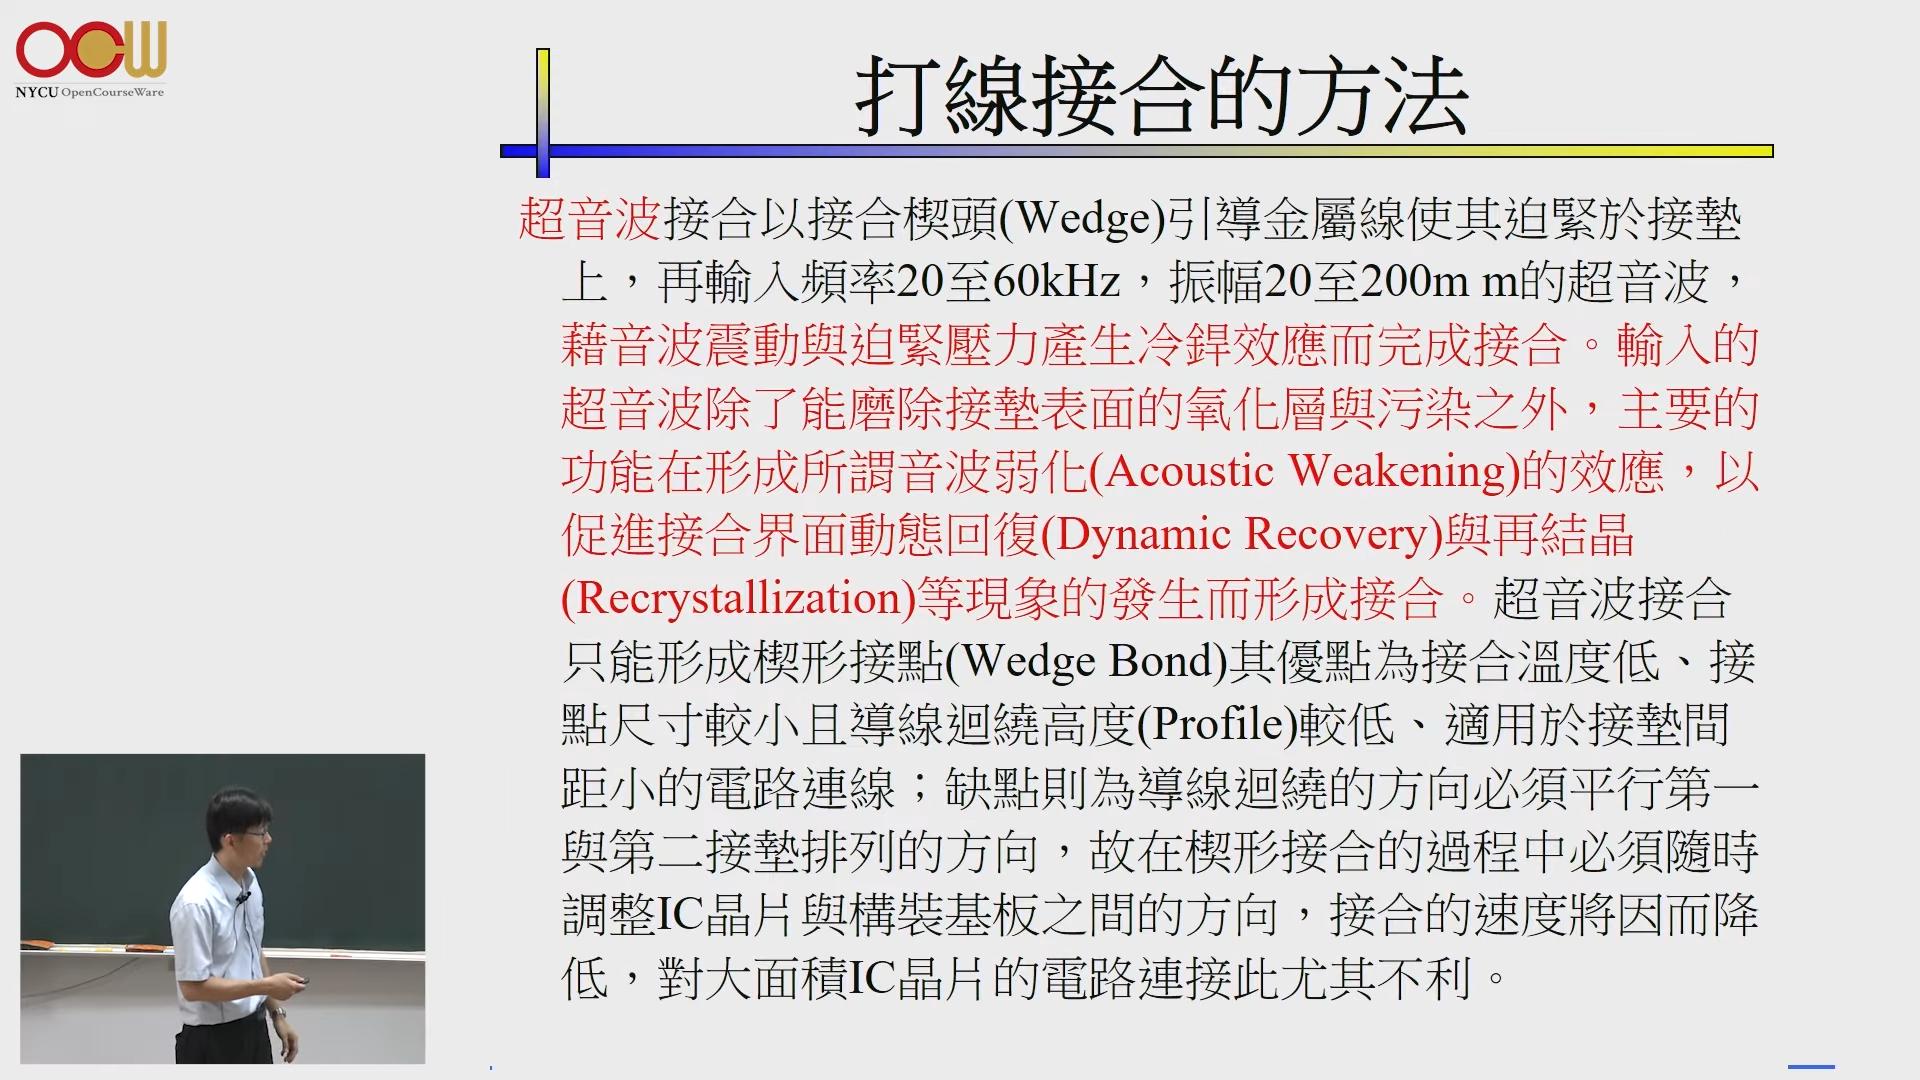 OCW
NYCU OpenCourseWare
打線接合的方法
超音波接合以接合楔頭(Wedge)引導金屬線使其迫緊於接墊
上，再輸入頻率20至60kHz，振幅20至200m m的超音波，
藉音波震動與迫緊壓力產生冷銲效應而完成接合。輸入的
超音波除了能磨除接墊表面的氧化層與污染之外，主要的
功能在形成所謂音波弱化(Acoustic Weakening)的效應，以
促進接合界面動態回復(Dynamic Recovery)與再結晶
(Recrystallization)等現象的發生而形成接合。超音波接合
只能形成楔形接點(Wedge Bond)其優點為接合溫度低、接
點尺寸較小且導線迴繞高度(Profile)較低、適用於接墊間
距小的電路連線；缺點則為導線迴繞的方向必須平行第一
與第二接墊排列的方向，故在楔形接合的過程中必須隨時
調整IC晶片與構裝基板之間的方向，接合的速度將因而降
低，對大面積IC晶片的電路連接此尤其不利。